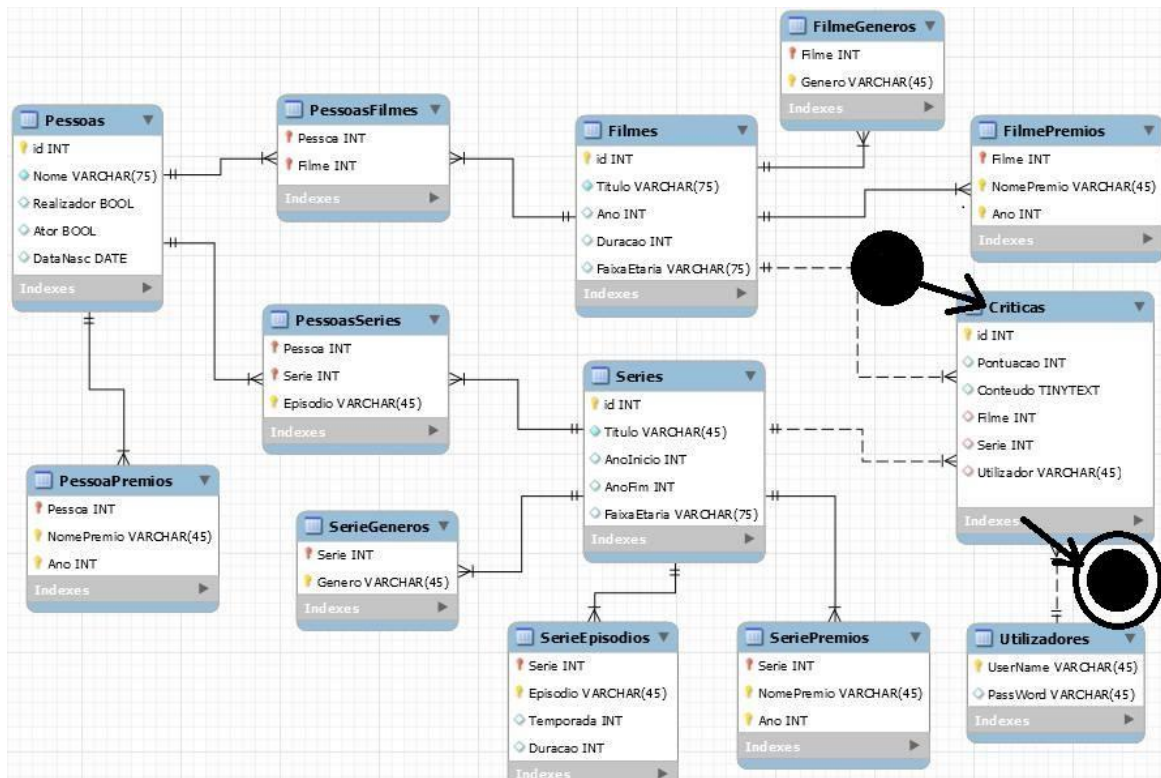 FilmeGeneros
Filme INT
Genero VARCHAR(45)
Indexes
Pessoas
id INT
Nome VARCHAR(75)
Realizador BOOL
Ator BOOL
DataNasc DATE
Indexes
PessoasFilmes
Pessoa INT
Filme INT
Indexes
Filmes
id INT
Titulo VARCHAR(75)
Ano INT
Duracao INT
FaixaEtaria VARCHAR(75)
Indexes
FilmePremios
Filme INT
NomePremio VARCHAR(45)
Ano INT
Indexes
PessoasSeries
Pessoa INT
Serie INT
Episodio VARCHAR(45)
Indexes
Series
id INT
Titulo VARCHAR(45)
AnoInicio INT
AnoFim INT
FaixaEtaria VARCHAR(75)
Indexes
Criticas
id INT
Pontuacao INT
Conteudo TINYTEXT
Filme INT
Serie INT
Utilizador VARCHAR(45)
Indexes
PessoaPremios
Pessoa INT
NomePremio VARCHAR(45)
Ano INT
Indexes
SerieGeneros
Serie INT
Genero VARCHAR(45)
Indexes
SerieEpisodios
Serie INT
Episodio VARCHAR(45)
Temporada INT
Duracao INT
Indexes
SeriePremios
Serie INT
NomePremio VARCHAR(45)
Ano INT
Indexes
Utilizadores
UserName VARCHAR(45)
PassWord VARCHAR(45)
Indexes